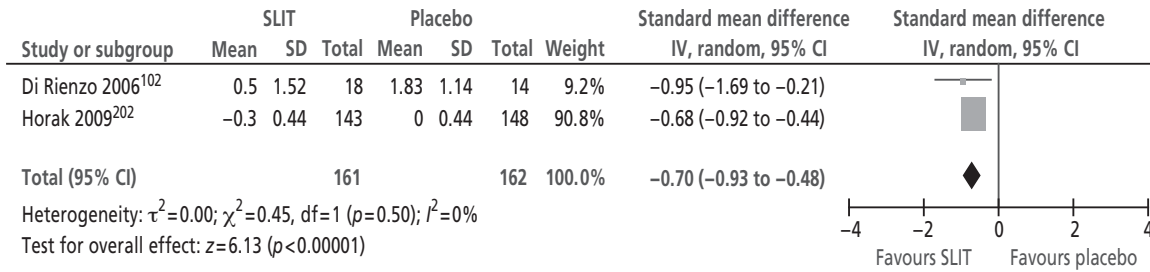 SLIT Placebo Standard mean difference Standard mean difference
Study or subgroup Mean SD Total Mean SD Total Weight IV, random, 95% CI IV, random, 95% CI
Di Rienzo 2006¹⁰² 0.5 1.52 18 1.83 1.14 14 9.2% −0.95 (−1.69 to −0.21)
Horak 2009²⁰² −0.3 0.44 143 0 0.44 148 90.8% −0.68 (−0.92 to −0.44)
Total (95% CI) 161 162 100.0% −0.70 (−0.93 to −0.48)
Heterogeneity: τ²=0.00; χ²=0.45, df=1 (p=0.50); I²=0%
Test for overall effect: z=6.13 (p<0.00001)
−4 −2 0 2 4
Favours SLIT Favours placebo